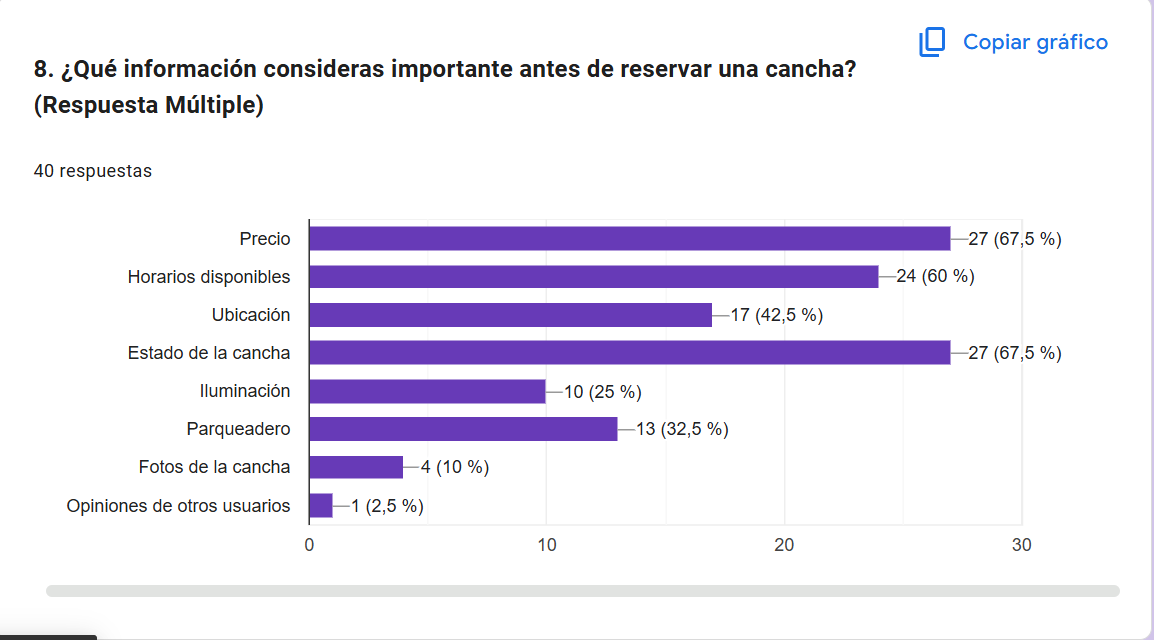 Copiar gráfico
8. ¿Qué información consideras importante antes de reservar una cancha?
(Respuesta Múltiple)
40 respuestas
Precio 27 (67,5 %)
Horarios disponibles 24 (60 %)
Ubicación 17 (42,5 %)
Estado de la cancha 27 (67,5 %)
Iluminación 10 (25 %)
Parqueadero 13 (32,5 %)
Fotos de la cancha 4 (10 %)
Opiniones de otros usuarios 1 (2,5 %)
0 10 20 30